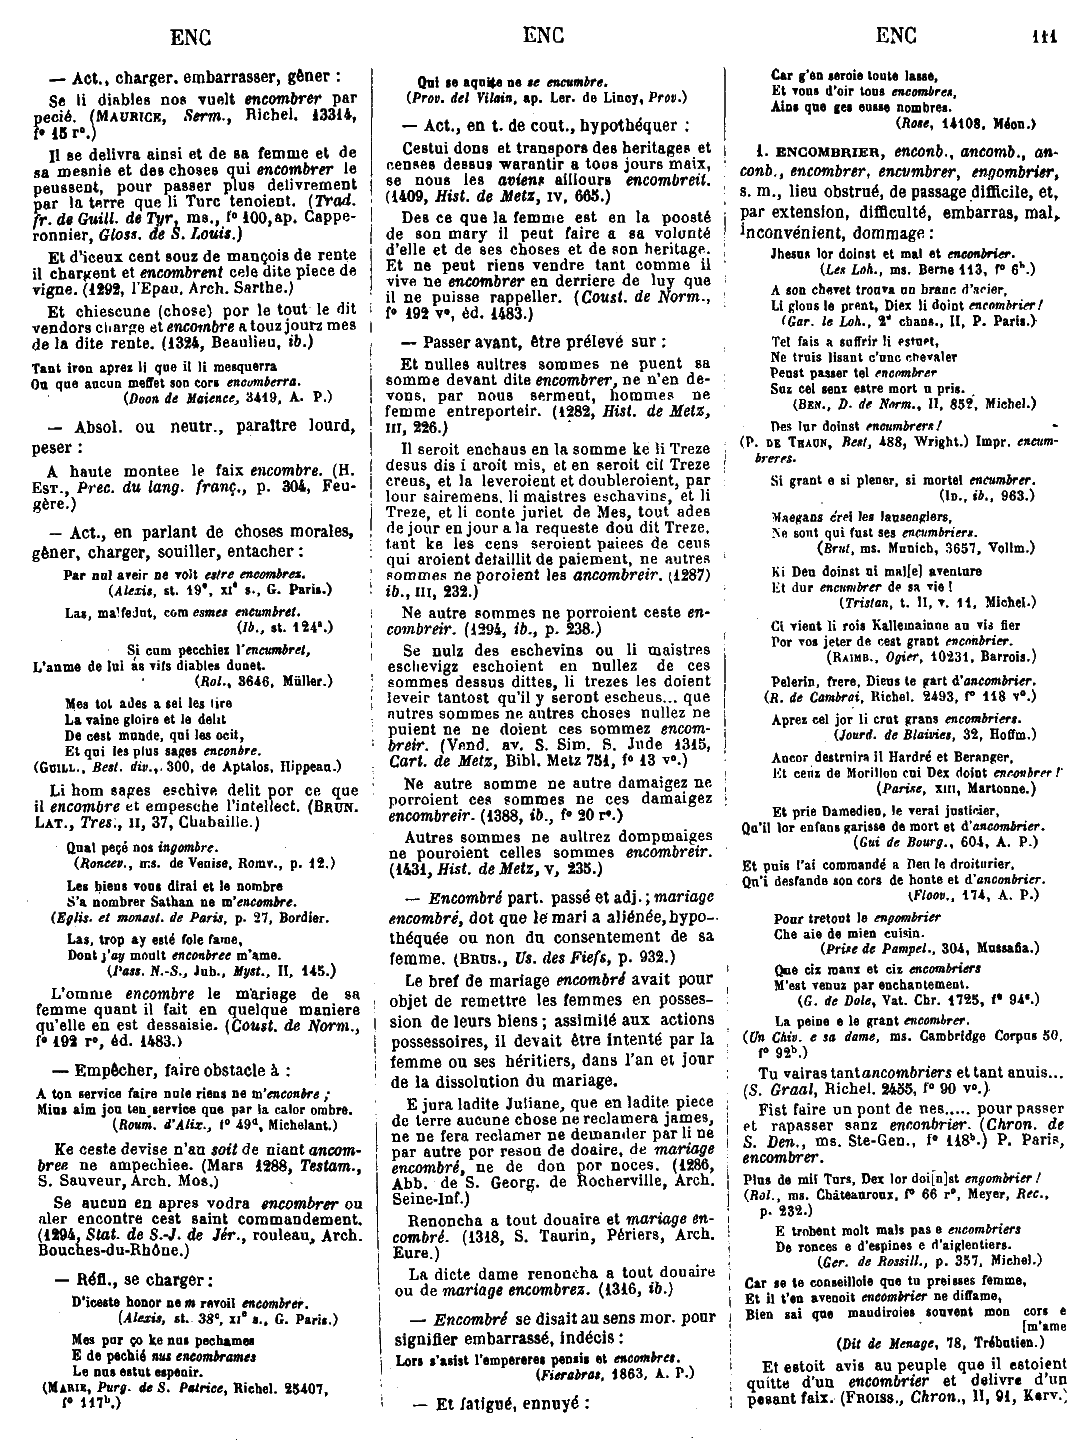 ENC
ENC
ENC
111
— Act., charger, embarrasser, gêner :
Se li diables nos vuelt encombrer par
pecié. (MAURICE, Serm., Richel. 13314,
f° 15 r°.)
Il se delivra ainsi et de sa femme et de
sa mesnie et des choses qui encombrer le
peussent, pour passer plus delivrement
par la terre que li Turc tenoient. (Trad.
fr. de Guill. de Tyr, ms., f° 100, ap. Cappe-
ronnier, Gloss. de S. Louis.)
Et d'iceux cent souz de mançois de rente
il chargent et encombrent cele dite piece de
vigne. (1292, l'Epau, Arch. Sarthe.)
Et chiescune (chose) por le tout le dit
vendors charge et encombre a touz jourz mes
de la dite rente. (1324, Beaulieu, ib.)
Tant iron aprez li que il li mesquerra
Ou que aucun meffet son cors encomberra.
(Doon de Maience, 3419, A. P.)
— Absol. ou neutr., paraître lourd,
peser :
A haute montee le faix encombre. (H.
EST., Prec. du lang. franç., p. 304, Feu-
gère.)
— Act., en parlant de choses morales,
gêner, charger, souiller, entacher :
Par nul aveir ne volt estre encombrez.
(Alexis, st. 19°, xi° s., G. Paris.)
Las, malfedut, com esmes encumbret.
(Ib., st. 124ª.)
Si cum pecchiez l'encumbret,
L'anme de lui as vifs diables dunet.
(Rol., 3646, Müller.)
Mes tot ades a sel les tire
La vaine gloire et le delit
De cest munde, qui les ocit,
Et qui les plus sages enconbre.
(GUILL., Best. div., 300, de Aptalos, Hippeau.)
Li hom sages eschive delit por ce que
il encombre et empesche l'intellect. (BRUN.
LAT., Tres., II, 37, Chabaille.)
Qual peçé nos ingombre.
(Roncev., ms. de Venise, Romv., p. 12.)
Les biens vous dirai et le nombre
S'a nombrer Sathan ne m'encombre.
(Eglis. et monast. de Paris, p. 27, Bordier.
Las, trop ay esté fole fame,
Dont j'ay moult enconbree m'ame.
(Pass. N.-S., Jub., Myst., II, 145.)
L'omme encombre le mariage de sa
femme quant il fait en quelque maniere
qu'elle en est dessaisie. (Coust. de Norm.,
f° 192 r°, éd. 1483.)
— Empêcher, faire obstacle à :
A ton service faire nule riens ne m'enconbre ;
Mius aim jou ten service que par la calor ombre.
(Roum. d'Alix., f° 49ᵈ, Michelant.)
Ke ceste devise n'au soit de niant ancom-
bree ne ampechiee. (Mars 1288, Testam.,
S. Sauveur, Arch. Mos.)
Se aucun en apres vodra encombrer ou
aler encontre cest saint commandement.
(1294, Stat. de S.-J. de Jér., rouleau, Arch.
Bouches-du-Rhône.)
— Réfl., se charger :
D'iceste honor ne m revoil encombrer.
(Alexis, st. 38ᶜ, xi° s., G. Paris.)
Mes pur ço ke nus pechames
E de pechié nus encombrames
Le nus estut espenir.
(MARIE, Purg. de S. Patrice, Richel. 25407,
f° 117ᵇ.)
Qui se aquite ne se encumbre.
(Prov. del Vilain, ap. Ler. de Lincy, Prov.)
— Act., en t. de cout., hypothéquer :
Cestui dons et transpors des heritages et
censes dessus warantir a tous jours maix,
se nous les aviens aillours encombreit.
(1409, Hist. de Metz, IV, 665.)
Des ce que la femme est en la poosté
de son mary il peut faire a sa volunté
d'elle et de ses choses et de son heritage.
Et ne peut riens vendre tant comme il
vive ne encombrer en derriere de luy que
il ne puisse rappeller. (Coust. de Norm.,
f° 192 v°, éd. 1483.)
— Passer avant, être prélevé sur :
Et nulles aultres sommes ne puent sa
somme devant dite encombrer, ne n'en de-
vons, par nous serment, hommes ne
femme entreporteir. (1282, Hist. de Metz,
III, 226.)
Il seroit enchaus en la somme ke li Treze
desus dis i aroit mis, et en seroit cil Treze
creus, et la leveroient et doubleroient, par
lour sairemens, li maistres eschavins, et li
Treze, et li conte juriet de Mes, tout ades
de jour en jour a la requeste dou dit Treze,
tant ke les cens seroient paiees de ceus
qui aroient defaillit de paiement, ne autres
sommes ne poroient les ancombreir. (1287)
ib., III, 232.)
Ne autre sommes ne porroient ceste en-
combreir. (1294, ib., p. 238.)
Se nulz des eschevins ou li maistres
eschevigz eschoient en nullez de ces
sommes dessus dittes, li trezes les doient
leveir tantost qu'il y seront escheus... que
autres sommes ne autres choses nullez ne
puient ne ne doient ces sommez encom-
breir. (Vend. av. S. Sim. S. Jude 1315,
Cart. de Metz, Bibl. Metz 751, f° 13 v°.)
Ne autre somme ne autre damaigez ne
porroient ces sommes ne ces damaigez
encombreir. (1388, ib., f° 20 r°.)
Autres sommes ne aultrez dompmaiges
ne pouroient celles sommes encombreir.
(1431, Hist. de Metz, V, 235.)
— Encombré part. passé et adj. ; mariage
encombré, dot que le mari a aliénée, hypo-
théquée ou non du consentement de sa
femme. (BRUS., Us. des Fiefs, p. 932.)
Le bref de mariage encombré avait pour
objet de remettre les femmes en posses-
sion de leurs biens ; assimilé aux actions
possessoires, il devait être intenté par la
femme ou ses héritiers, dans l'an et jour
de la dissolution du mariage.
E jura ladite Juliane, que en ladite piece
de terre aucune chose ne reclamera james,
ne ne fera reclamer ne demander par li ne
par autre por reson de doaire, de mariage
encombré, ne de don por noces. (1286,
Abb. de S. Georg. de Rocherville, Arch.
Seine-Inf.)
Renoncha a tout douaire et mariage en-
combré. (1318, S. Taurin, Périers, Arch.
Eure.)
La dicte dame renoncha a tout douaire
ou de mariage encombrez. (1316, ib.)
— Encombré se disait au sens mor. pour
signifier embarrassé, indécis :
Lors s'asist l'empereres pensis et encombres.
(Fierabras, 1863, A. P.)
— Et fatigué, ennuyé :
Car g'en seroie toute lasse,
Et vous d'oir tous encombres,
Ains que ges eusse nombres.
(Rose, 14108, Méon.)
1. ENCOMBRIER, enconb., ancomb., an-
conb., encombrer, encumbrer, engombrier,
s. m., lieu obstrué, de passage difficile, et,
par extension, difficulté, embarras, mal,
inconvénient, dommage :
Jhesus lor doinst et mal et enconbrier.
(Les Loh., ms. Berne 113, f° 6ᵇ.)
A son chevet trouva un branc d'acier,
Li glous le prent, Diex li doint encombrier !
(Gar. le Loh., 2ᵉ chans., II, P. Paris.)
Tel fais a suffrir li estuet,
Ne truis lisant c'unc chevaler
Peust passer tel encombrer
Suz cel senz estre mort u pris.
(BEN., D. de Norm., II, 852, Michel.)
Des lur doinst encumbrers !
(P. DE THAUN, Best, 488, Wright.) Impr. encum-
breres.
Si grant e si plener, si mortel encumbrer.
(ID., ib., 963.)
Maegans crei les lausengiers,
Ne sont qui fust ses encumbriers.
(Brut, ms. Munich, 3657, Vollm.)
Ki Deu doinst ui mal[e] aventure
Et dur encumbrer de sa vie !
(Tristan, t. II, v. 11, Michel.)
Ci vient li rois Kallemainne au vis fier
Por vos jeter de cest grant enconbrier.
(RAIMB., Ogier, 10231, Barrois.)
Pelerin, frere, Dieus te gart d'ancombrier.
(R. de Cambrai, Richel. 2493, f° 118 v°.)
Aprez cel jor li crut grans encombriers.
(Jourd. de Blaivies, 32, Hoffm.)
Ancor destruira il Hardré et Beranger,
Et ceuz de Morillon cui Dex doint enconbrer !
(Parise, XIII, Martonne.)
Et prie Damedieu, le verai justicier,
Qu'il lor enfans garisse de mort et d'ancombrier.
(Gui de Bourg., 604, A. P.)
Et puis l'ai commandé a Deu le droiturier,
Qu'i desfande son cors de honte et d'anconbrier.
(Floov., 174, A. P.)
Pour tretout le engombrier
Che aie de mien cuisin.
(Prise de Pampel., 304, Mussafia.)
Que ciz maux et ciz encombriers
M'est venuz par enchantement.
(G. de Dole, Vat. Chr. 1725, f° 94ᵉ.)
La peine e le grant encombrer.
(Un Chiv. e sa dame, ms. Cambridge Corpus 50,
f° 92ᵇ.)
Tu vairas tant ancombriers et tant anuis...
(S. Graal, Richel. 2455, f° 90 v°.)
Fist faire un pont de nes..... pour passer
et rapasser sanz enconbrier. (Chron. de
S. Den., ms. Ste-Gen., f° 118ᵇ.) P. Paris,
encombrer.
Plus de mil Turs, Dex lor doi[n]st engombrier !
(Rol., ms. Châteauroux, f° 66 r°, Meyer, Rec.,
p. 232.)
E trobent molt mals pas e encombriers
De ronces e d'espines e d'aiglentiers.
(Ger. de Rossill., p. 357, Michel.)
Car se te conseilloie que tu preisses femme,
Et il t'en avenoit encombrier ne diffame,
Bien sai que maudiroies souvent mon cors e
[m'ame
(Dit de Menage, 78, Trébutien.)
Et estoit avis au peuple que il estoient
quitte d'un encombrier et delivre d'un
pesant faix. (FROISS., Chron., II, 91, Kerv.)